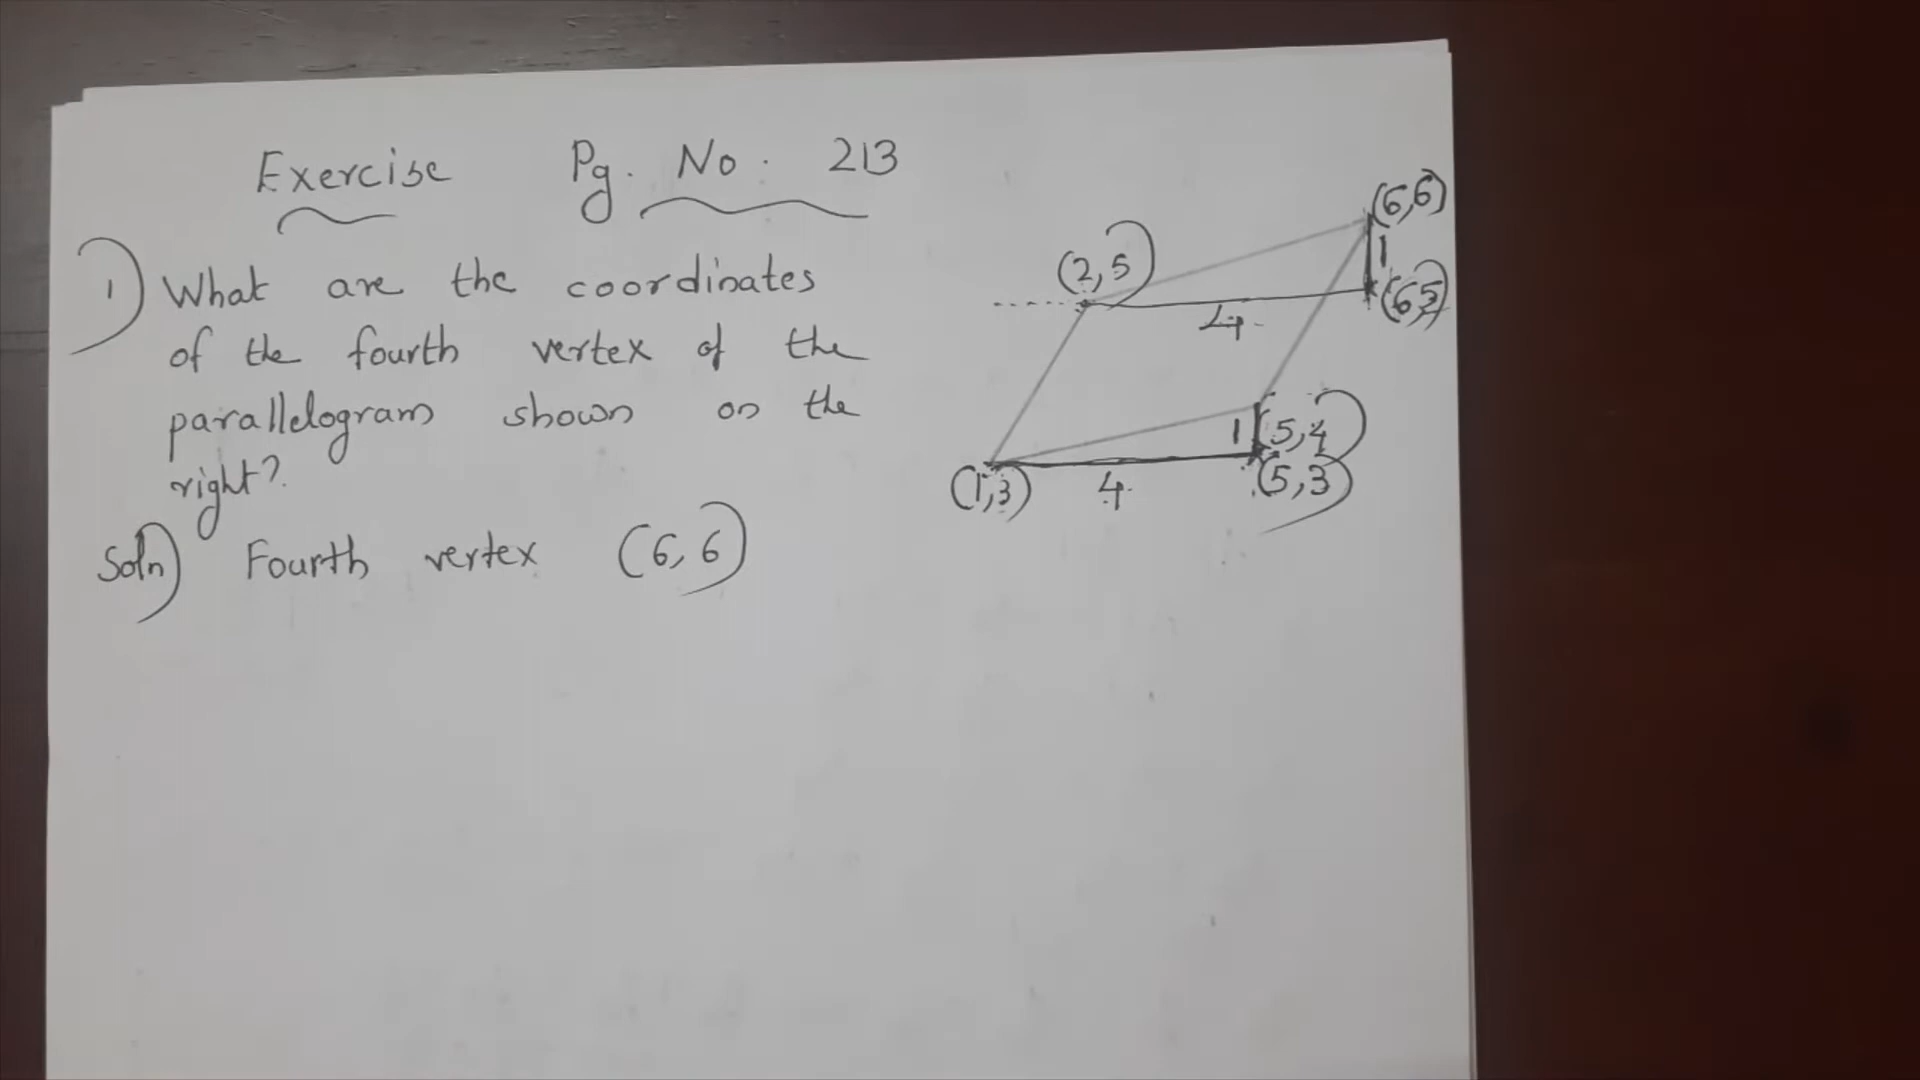 Exercise Pg. No: 213
1) What are the coordinates
of the fourth vertex of the
parallelogram shown on the
right?
Soln) Fourth vertex (6,6)
(6,6)
(2,5)
1
(6,5)
4
1
(5,4)
(1,3)
4
(5,3)